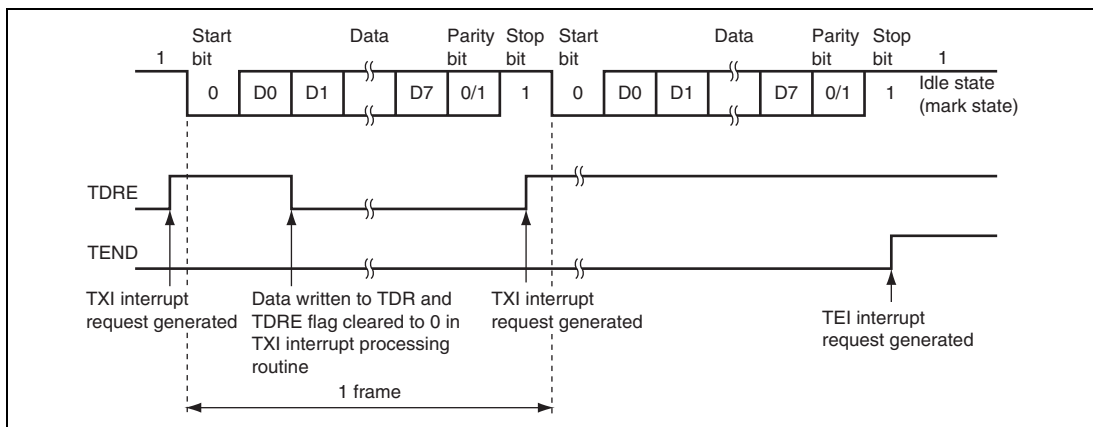 Start Data Parity Stop Start Data Parity Stop
1 bit bit bit bit bit bit 1
0 D0 D1 D7 0/1 1 0 D0 D1 D7 0/1 1 Idle state
(mark state)
TDRE
TEND
TXI interrupt
request generated
Data written to TDR and
TDRE flag cleared to 0 in
TXI interrupt processing
routine
TXI interrupt
request generated
TEI interrupt
request generated
1 frame